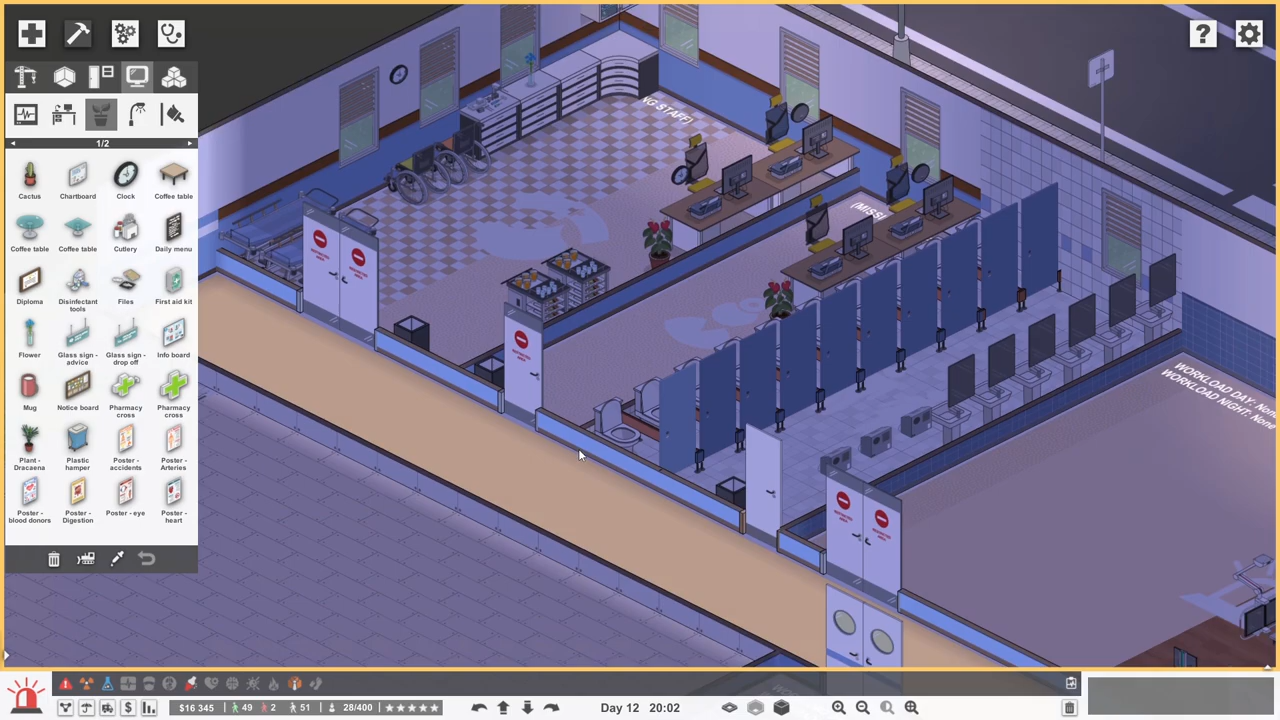 ?
1/2
Cactus
Chartboard
Clock
Coffee table
Coffee table
Coffee table
Cutlery
Daily menu
Diploma
Disinfectant tools
Files
First aid kit
Flower
Glass sign - advice
Glass sign - drop off
Info board
Mug
Notice board
Pharmacy cross
Pharmacy cross
Plant - Dracaena
Plastic hamper
Poster - accidents
Poster - Arteries
Poster - blood donors
Poster - Digestion
Poster - eye
Poster - heart
NG STAFF)
(MISSI
WORKLOAD DAY: None
WORKLOAD NIGHT: None
$16 345
49
2
51
28/400
Day 12 20:02